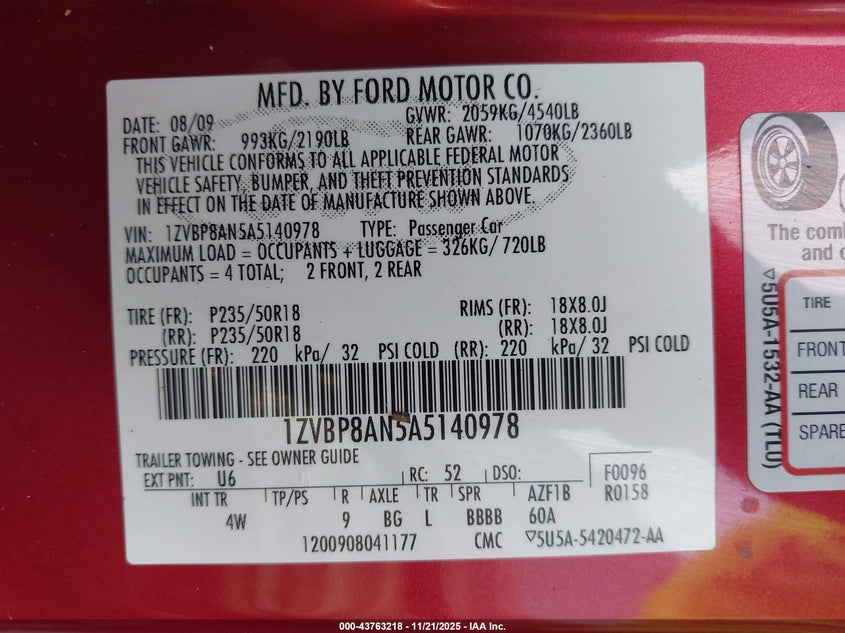 MFD. BY FORD MOTOR CO.
DATE: 08/09 GVWR: 2059KG/4540LB
FRONT GAWR: 993KG/2190LB REAR GAWR: 1070KG/2360LB
THIS VEHICLE CONFORMS TO ALL APPLICABLE FEDERAL MOTOR
VEHICLE SAFETY, BUMPER, AND THEFT PREVENTION STANDARDS
IN EFFECT ON THE DATE OF MANUFACTURE SHOWN ABOVE.
VIN: 1ZVBP8AN5A5140978 TYPE: Passenger Car
MAXIMUM LOAD = OCCUPANTS + LUGGAGE = 326KG/720LB
OCCUPANTS = 4 TOTAL; 2 FRONT, 2 REAR
TIRE (FR): P235/50R18 RIMS (FR): 18X8.0J
(RR): P235/50R18 (RR): 18X8.0J
PRESSURE (FR): 220 kPa/ 32 PSI COLD (RR): 220 kPa/ 32 PSI COLD
1ZVBP8AN5A5140978
TRAILER TOWING - SEE OWNER GUIDE
EXT PNT: U6 RC: 52 DSO: F0096
INT TR TP/PS R AXLE TR SPR AZF1B R0158
4W 9 BG L BBBB 60A
1200908041177 CMC ▽5U5A-5420472-AA
The com
and
▽5U5A-1532-AA (TLU)
TIRE
FRONT
REAR
SPARE
000-43763218 - 11/21/2025 - IAA Inc.